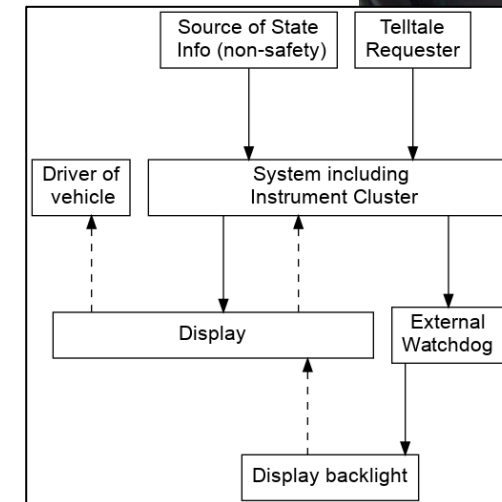 Source of State
Info (non-safety)
Telltale
Requester
Driver of
vehicle
System including
Instrument Cluster
Display
External
Watchdog
Display backlight